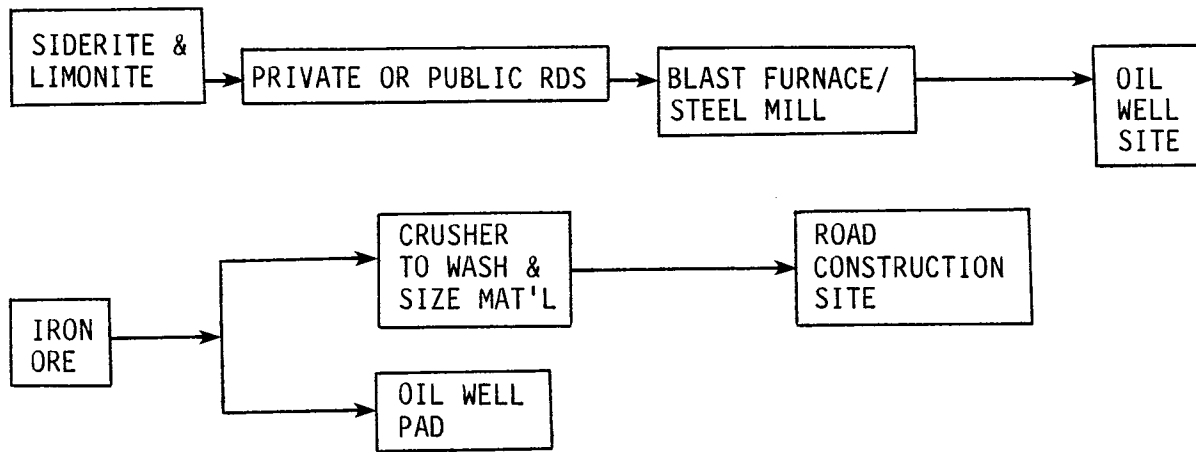 SIDERITE &
LIMONITE
PRIVATE OR PUBLIC RDS
BLAST FURNACE/
STEEL MILL
OIL
WELL
SITE
CRUSHER
TO WASH &
SIZE MAT'L
ROAD
CONSTRUCTION
SITE
IRON
ORE
OIL WELL
PAD